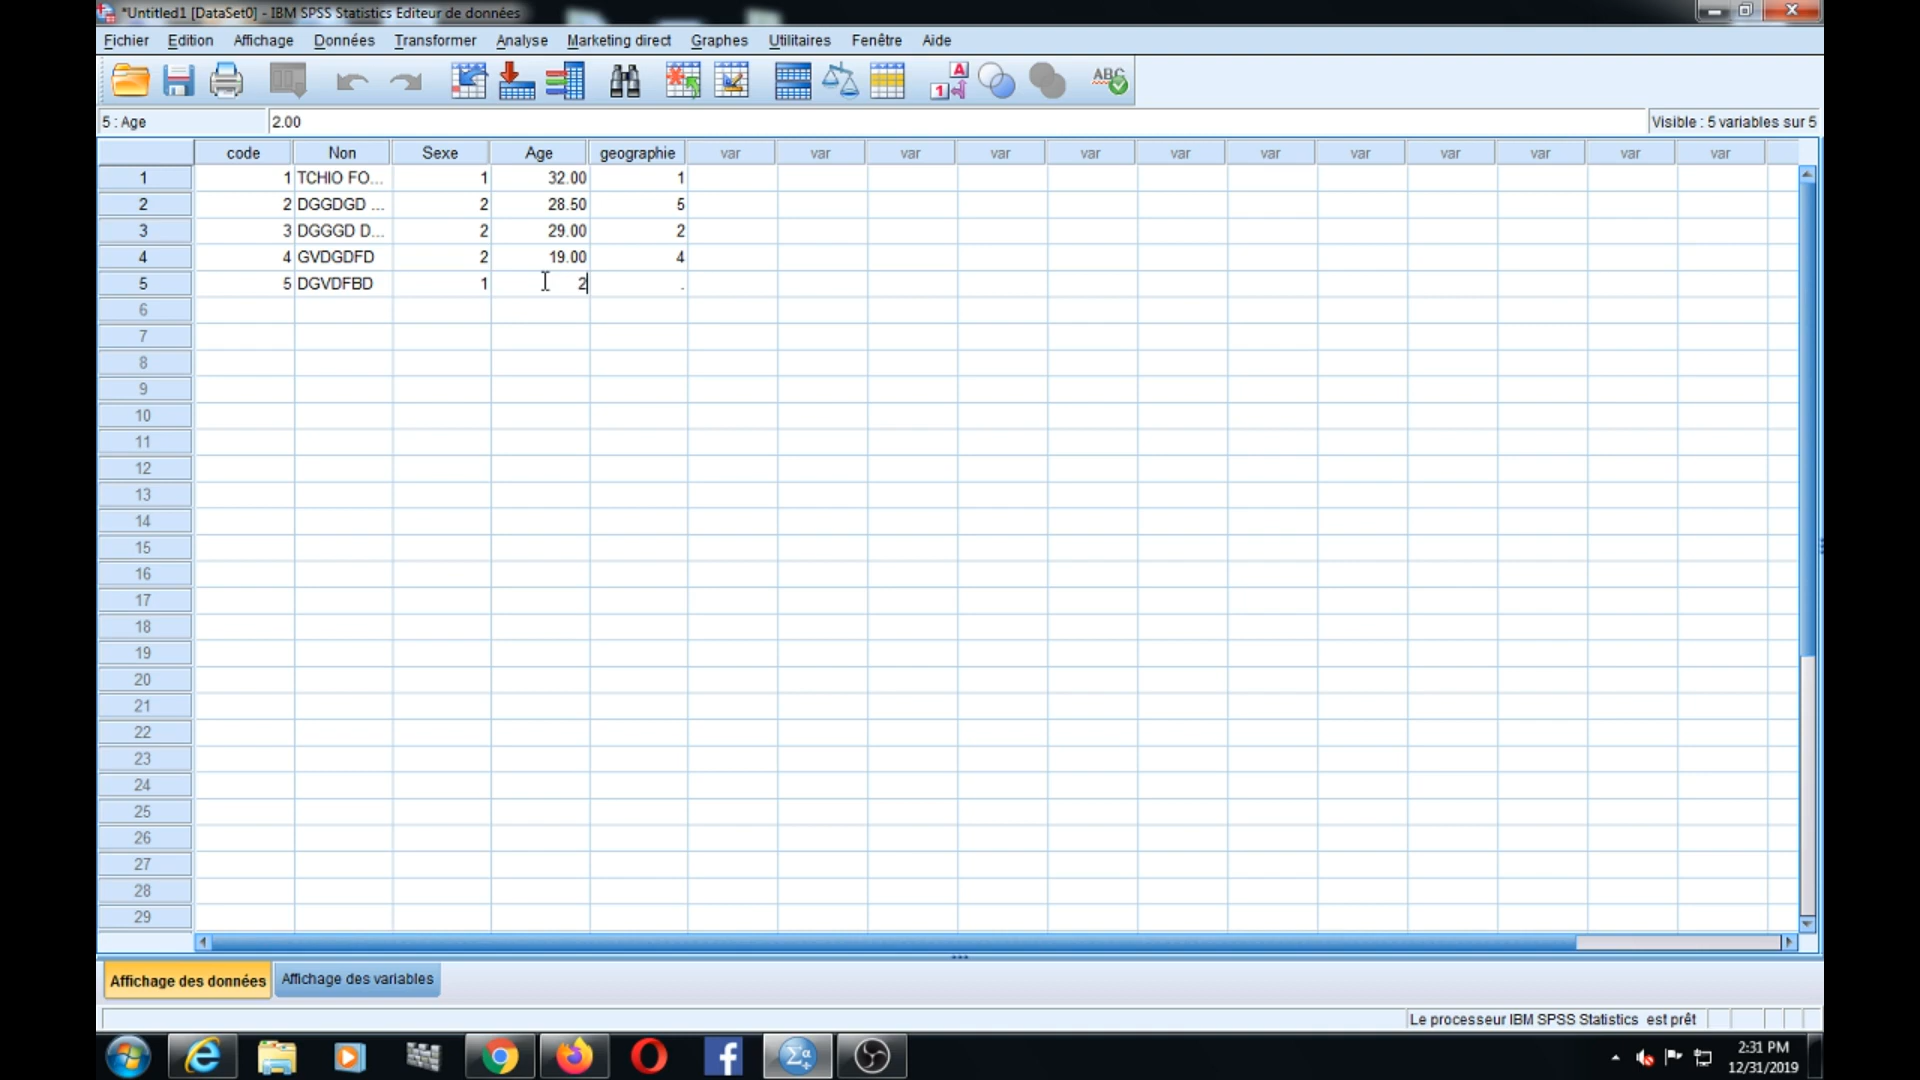 *Untitled1 [DataSet0] - IBM SPSS Statistics Editeur de données
Fichier Edition Affichage Données Transformer Analyse Marketing direct Graphes Utilitaires Fenêtre Aide
A
1
ABC
5 : Age 2.00 Visible : 5 variables sur 5
code Non Sexe Age geographie var var var var var var var var var var var var
1 1 TCHIO FO... 1 32.00 1
2 2 DGGDGD ... 2 28.50 5
3 3 DGGGD D... 2 29.00 2
4 4 GVDGDFD 2 19.00 4
5 5 DGVDFBD 1 2 .
6
7
8
9
10
11
12
13
14
15
16
17
18
19
20
21
22
23
24
25
26
27
28
29
Affichage des données Affichage des variables
Le processeur IBM SPSS Statistics est prêt
2:31 PM
12/31/2019